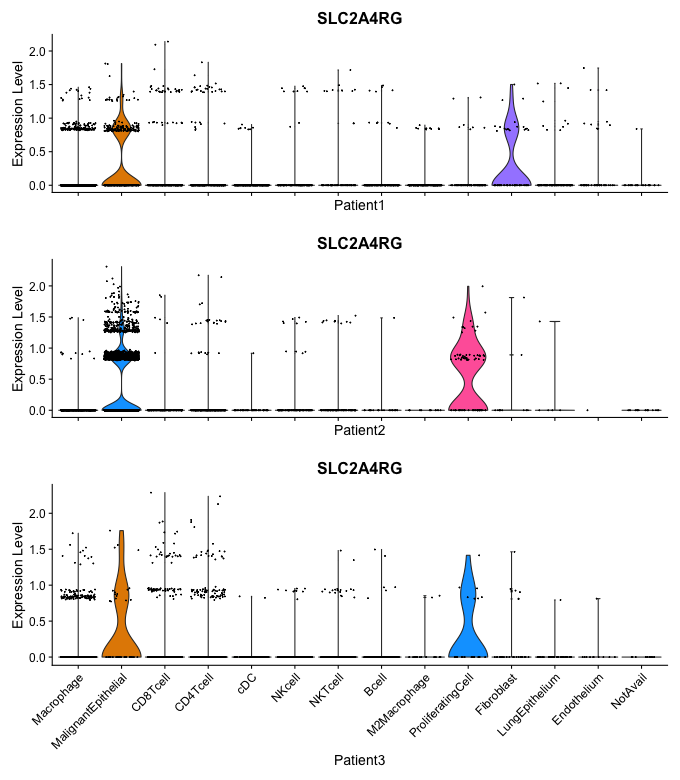 SLC2A4RG
Expression Level
2.0
1.5
1.0
0.5
0.0
Patient1
SLC2A4RG
Expression Level
2.0
1.5
1.0
0.5
0.0
Patient2
SLC2A4RG
Expression Level
2.0
1.5
1.0
0.5
0.0
Macrophage
MalignantEpithelial
CD8Tcell
CD4Tcell
cDC
NKcell
NKTcell
Bcell
M2Macrophage
ProliferatingCell
Fibroblast
LungEpithelium
Endothelium
NotAvail
Patient3